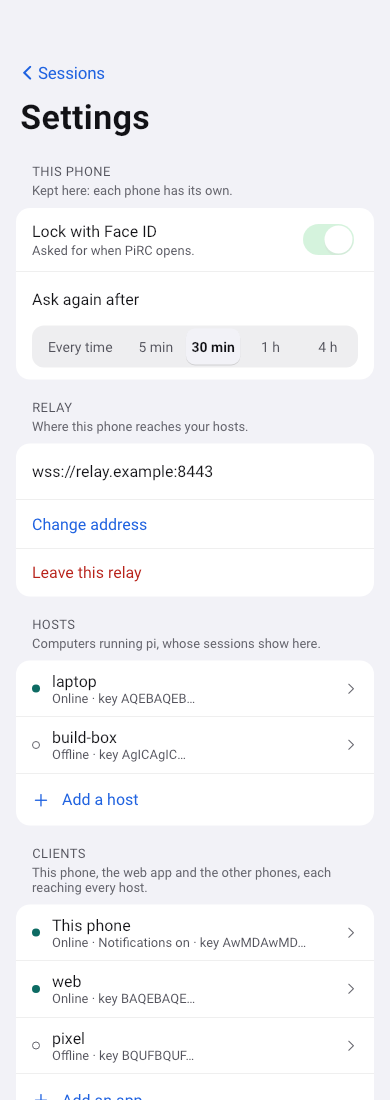 Sessions
Settings
THIS PHONE
Kept here: each phone has its own.
Lock with Face ID
Asked for when PiRC opens.
Ask again after
Every time 5 min 30 min 1 h 4 h
RELAY
Where this phone reaches your hosts.
wss://relay.example:8443
Change address
Leave this relay
HOSTS
Computers running pi, whose sessions show here.
laptop
Online · key AQEBAQEB…
build-box
Offline · key AgICAgIC…
Add a host
CLIENTS
This phone, the web app and the other phones, each
reaching every host.
This phone
Online · Notifications on · key AwMDAwMD…
web
Online · key BAQEBAQE…
pixel
Offline · key BQUFBQUF…
Add an app